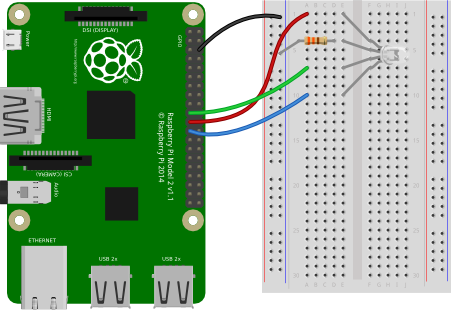 DSI (DISPLAY)
Power
GPIO
http://www.raspberrypi.org
HDMI
Raspberry Pi Model 2 v1.1
© Raspberry Pi 2014
CSI (CAMERA)
Audio
ETHERNET
USB 2x
USB 2x
A B C D E
F G H I J